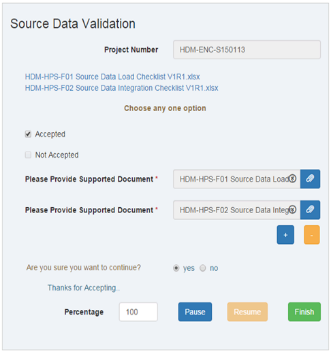 Source Data Validation
Project Number HDM-ENC-S150113
HDM-HPS-F01 Source Data Load Checklist V1R1.xlsx
HDM-HPS-F02 Source Data Integration Checklist V1R1.xlsx
Choose any one option
Accepted
Not Accepted
Please Provide Supported Document * HDM-HPS-F01 Source Data Load
Please Provide Supported Document * HDM-HPS-F02 Source Data Integr
+ -
Are you sure you want to continue? yes no
Thanks for Accepting.
Percentage 100 Pause Resume Finish